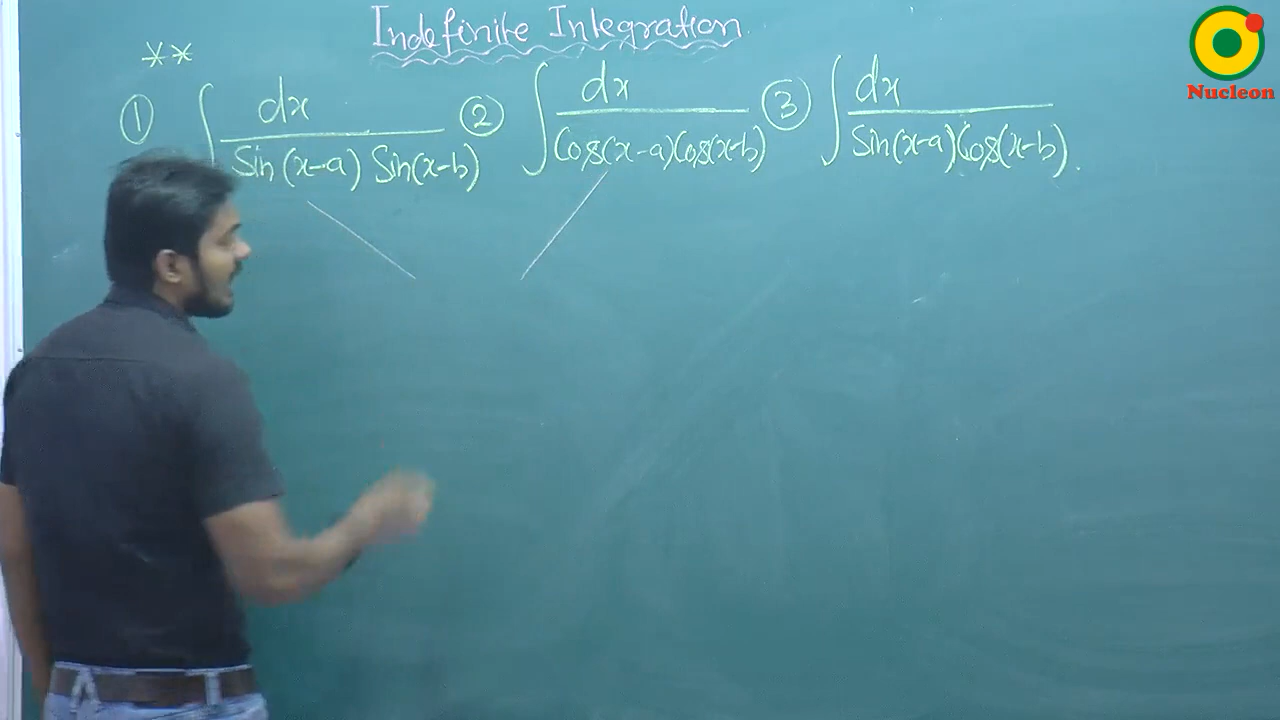 Indefinite Integration
**
① ∫ dx / Sin(x-a) Sin(x-b) ② ∫ dx / Cos(x-a)Cos(x-b) ③ ∫ dx / Sin(x-a)Cos(x-b).
Nucleon